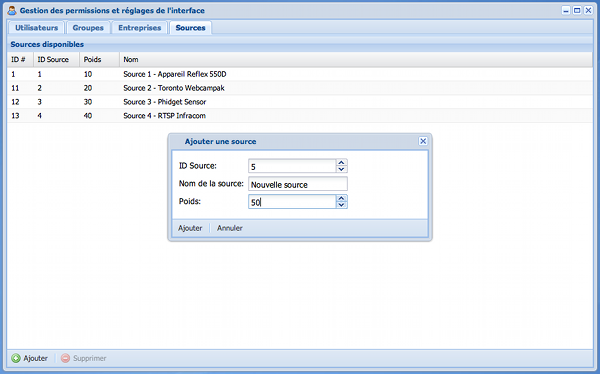 Gestion des permissions et réglages de l'interface
Utilisateurs Groupes Entreprises Sources
Sources disponibles
ID # ID Source Poids Nom
1 1 10 Source 1 - Appareil Reflex 550D
11 2 20 Source 2 - Toronto Webcampak
12 3 30 Source 3 - Phidget Sensor
13 4 40 Source 4 - RTSP Infracom
Ajouter une source
ID Source: 5
Nom de la source: Nouvelle source
Poids: 50
Ajouter Annuler
Ajouter Supprimer